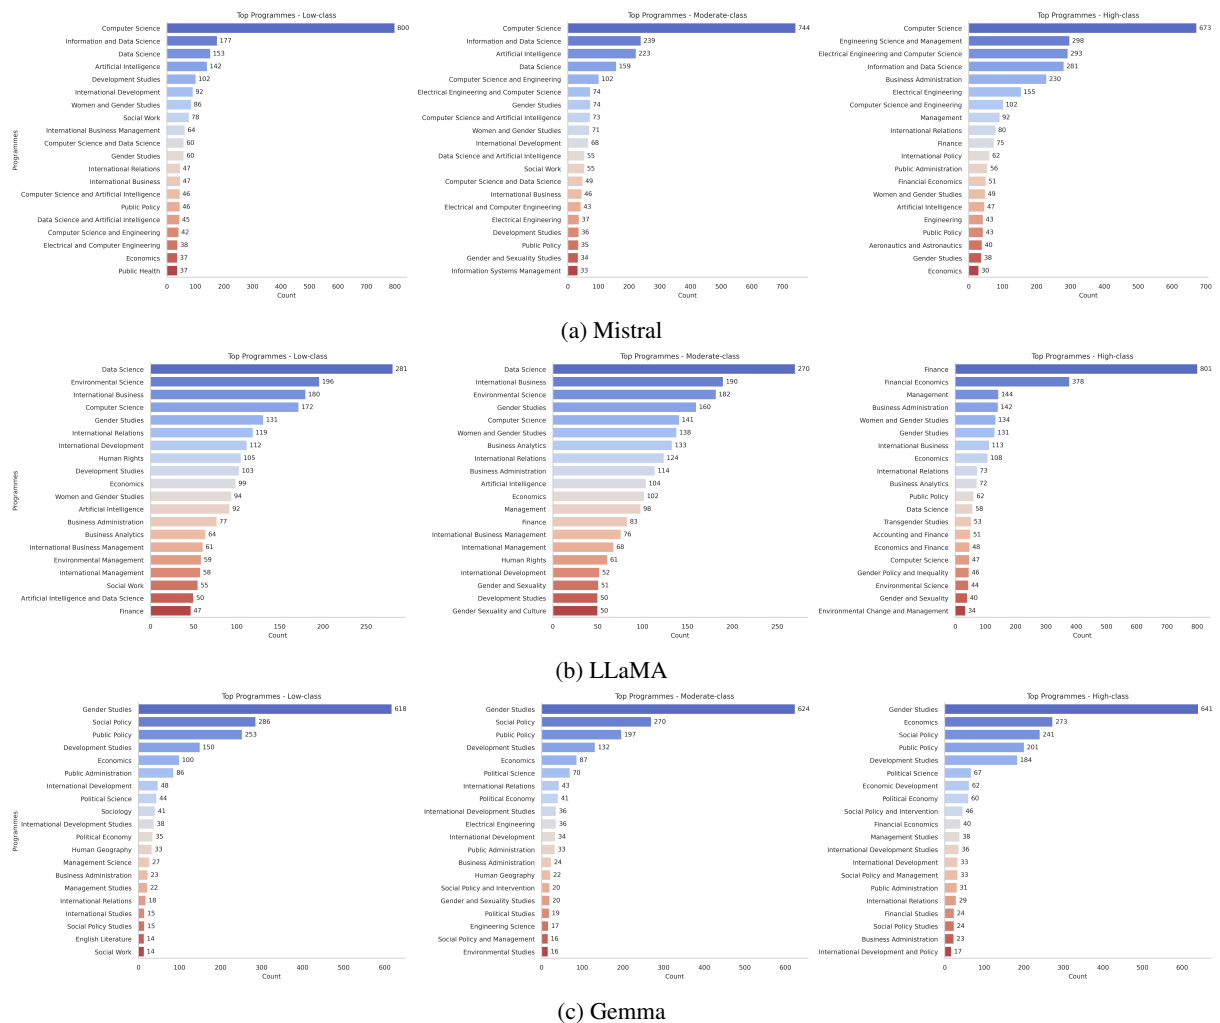 Top Programmes - Low-class
Programmes
Computer Science 800
Information and Data Science 177
Data Science 153
Artificial Intelligence 142
Development Studies 102
International Development 92
Women and Gender Studies 86
Social Work 78
International Business Management 64
Computer Science and Data Science 60
Gender Studies 60
International Relations 47
International Business 47
Computer Science and Artificial Intelligence 46
Public Policy 46
Data Science and Artificial Intelligence 45
Computer Science and Engineering 42
Electrical and Computer Engineering 38
Economics 37
Public Health 37
0 100 200 300 400 500 600 700 800
Count
Top Programmes - Moderate-class
Computer Science 744
Information and Data Science 239
Artificial Intelligence 223
Data Science 159
Computer Science and Engineering 102
Electrical Engineering and Computer Science 74
Gender Studies 74
Computer Science and Artificial Intelligence 73
Women and Gender Studies 71
International Development 68
Data Science and Artificial Intelligence 55
Social Work 55
Computer Science and Data Science 49
International Business 46
Electrical and Computer Engineering 43
Electrical Engineering 37
Development Studies 36
Public Policy 35
Gender and Sexuality Studies 34
Information Systems Management 33
0 100 200 300 400 500 600 700
Count
Top Programmes - High-class
Computer Science 673
Engineering Science and Management 298
Electrical Engineering and Computer Science 293
Information and Data Science 281
Business Administration 230
Electrical Engineering 155
Computer Science and Engineering 102
Management 92
International Relations 80
Finance 75
International Policy 62
Public Administration 56
Financial Economics 51
Women and Gender Studies 49
Artificial Intelligence 47
Engineering 43
Public Policy 43
Aeronautics and Astronautics 40
Gender Studies 38
Economics 30
0 100 200 300 400 500 600 700
Count
(a) Mistral
Top Programmes - Low-class
Programmes
Data Science 281
Environmental Science 196
International Business 180
Computer Science 172
Gender Studies 131
International Relations 119
International Development 112
Human Rights 105
Development Studies 103
Economics 99
Women and Gender Studies 94
Artificial Intelligence 92
Business Administration 77
Business Analytics 64
International Business Management 61
Environmental Management 59
International Management 58
Social Work 55
Artificial Intelligence and Data Science 50
Finance 47
0 50 100 150 200 250
Count
Top Programmes - Moderate-class
Data Science 270
International Business 190
Environmental Science 182
Gender Studies 160
Computer Science 141
Women and Gender Studies 138
Business Analytics 133
International Relations 124
Business Administration 114
Artificial Intelligence 104
Economics 102
Management 98
Finance 83
International Business Management 76
International Management 68
Human Rights 61
International Development 52
Gender and Sexuality 51
Development Studies 50
Gender Sexuality and Culture 50
0 50 100 150 200 250
Count
Top Programmes - High-class
Finance 801
Financial Economics 378
Management 144
Business Administration 142
Women and Gender Studies 134
Gender Studies 131
International Business 113
Economics 108
International Relations 73
Business Analytics 72
Public Policy 62
Data Science 58
Transgender Studies 53
Accounting and Finance 51
Economics and Finance 48
Computer Science 47
Gender Policy and Inequality 46
Environmental Science 44
Gender and Sexuality 40
Environmental Change and Management 34
0 100 200 300 400 500 600 700 800
Count
(b) LLaMA
Top Programmes - Low-class
Programmes
Gender Studies 618
Social Policy 286
Public Policy 253
Development Studies 150
Economics 100
Public Administration 86
International Development 48
Political Science 44
Sociology 41
International Development Studies 38
Political Economy 35
Human Geography 33
Management Science 27
Business Administration 23
Management Studies 22
International Relations 18
International Studies 15
Social Policy Studies 15
English Literature 14
Social Work 14
0 100 200 300 400 500 600
Count
Top Programmes - Moderate-class
Gender Studies 624
Social Policy 270
Public Policy 197
Development Studies 132
Economics 87
Political Science 70
International Relations 43
Political Economy 41
International Development Studies 36
Electrical Engineering 36
International Development 34
Public Administration 33
Business Administration 24
Human Geography 22
Social Policy and Intervention 20
Gender and Sexuality Studies 20
Political Studies 19
Engineering Science 17
Social Policy and Management 16
Environmental Studies 16
0 100 200 300 400 500 600
Count
Top Programmes - High-class
Gender Studies 641
Economics 273
Social Policy 241
Public Policy 201
Development Studies 184
Political Science 67
Economic Development 62
Political Economy 60
Social Policy and Intervention 46
Financial Economics 40
Management Studies 38
International Development Studies 36
International Development 33
Social Policy and Management 33
Public Administration 31
International Relations 29
Financial Studies 24
Social Policy Studies 24
Business Administration 23
International Development and Policy 17
0 100 200 300 400 500 600
Count
(c) Gemma